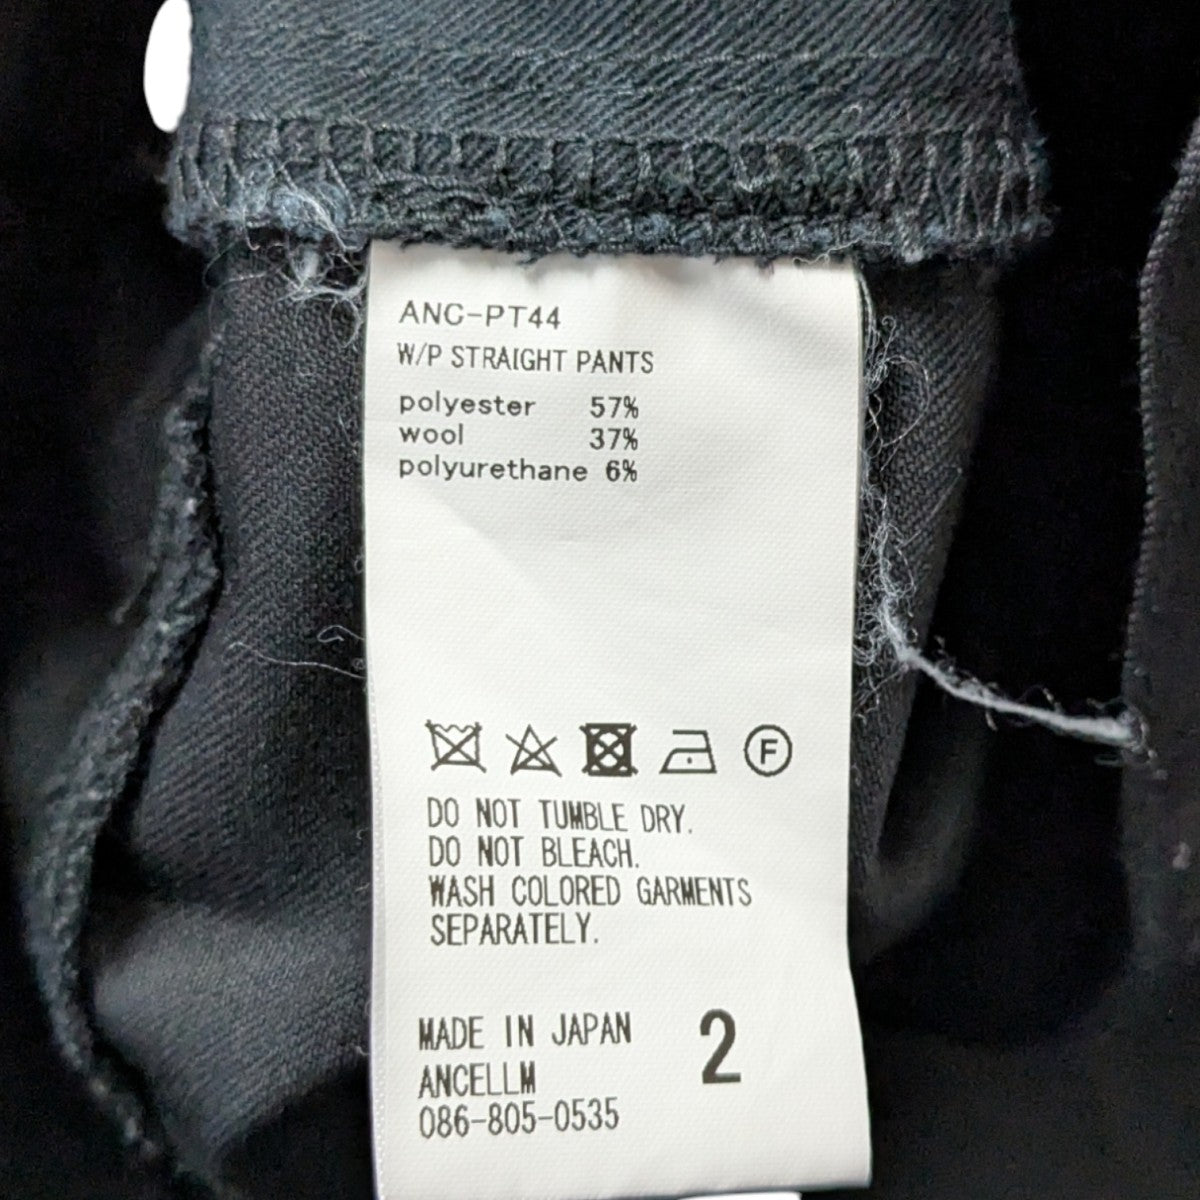 ANC-PT44
W/P STRAIGHT PANTS
polyester 57%
wool 37%
polyurethane 6%
F
DO NOT TUMBLE DRY.
DO NOT BLEACH.
WASH COLORED GARMENTS
SEPARATELY.
MADE IN JAPAN
ANCELLM
086-805-0535
2